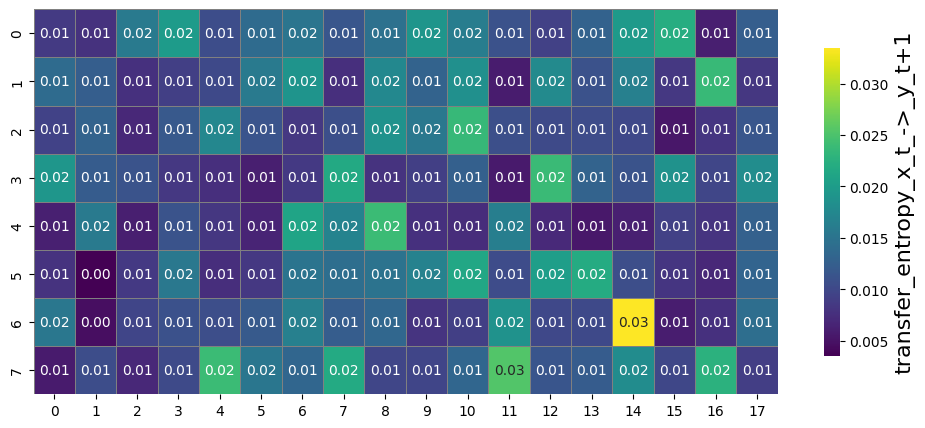 0 0.01 0.01 0.02 0.02 0.01 0.01 0.02 0.01 0.01 0.02 0.02 0.01 0.01 0.01 0.02 0.02 0.01 0.01
1 0.01 0.01 0.01 0.01 0.01 0.02 0.02 0.01 0.02 0.01 0.02 0.01 0.02 0.01 0.02 0.01 0.02 0.01
2 0.01 0.01 0.01 0.01 0.02 0.01 0.01 0.01 0.02 0.02 0.02 0.01 0.01 0.01 0.01 0.01 0.01 0.01
3 0.02 0.01 0.01 0.01 0.01 0.01 0.01 0.02 0.01 0.01 0.01 0.01 0.02 0.01 0.01 0.02 0.01 0.02
4 0.01 0.02 0.01 0.01 0.01 0.01 0.02 0.02 0.02 0.01 0.01 0.02 0.01 0.01 0.01 0.01 0.01 0.01
5 0.01 0.00 0.01 0.02 0.01 0.01 0.02 0.01 0.01 0.02 0.02 0.01 0.02 0.02 0.01 0.01 0.01 0.01
6 0.02 0.00 0.01 0.01 0.01 0.01 0.02 0.01 0.01 0.01 0.01 0.02 0.01 0.01 0.03 0.01 0.01 0.01
7 0.01 0.01 0.01 0.01 0.02 0.02 0.01 0.02 0.01 0.01 0.01 0.03 0.01 0.01 0.02 0.01 0.02 0.01
0 1 2 3 4 5 6 7 8 9 10 11 12 13 14 15 16 17
0.030
0.025
0.020
0.015
0.010
0.005
transfer_entropy_x_t_->_y_t+1